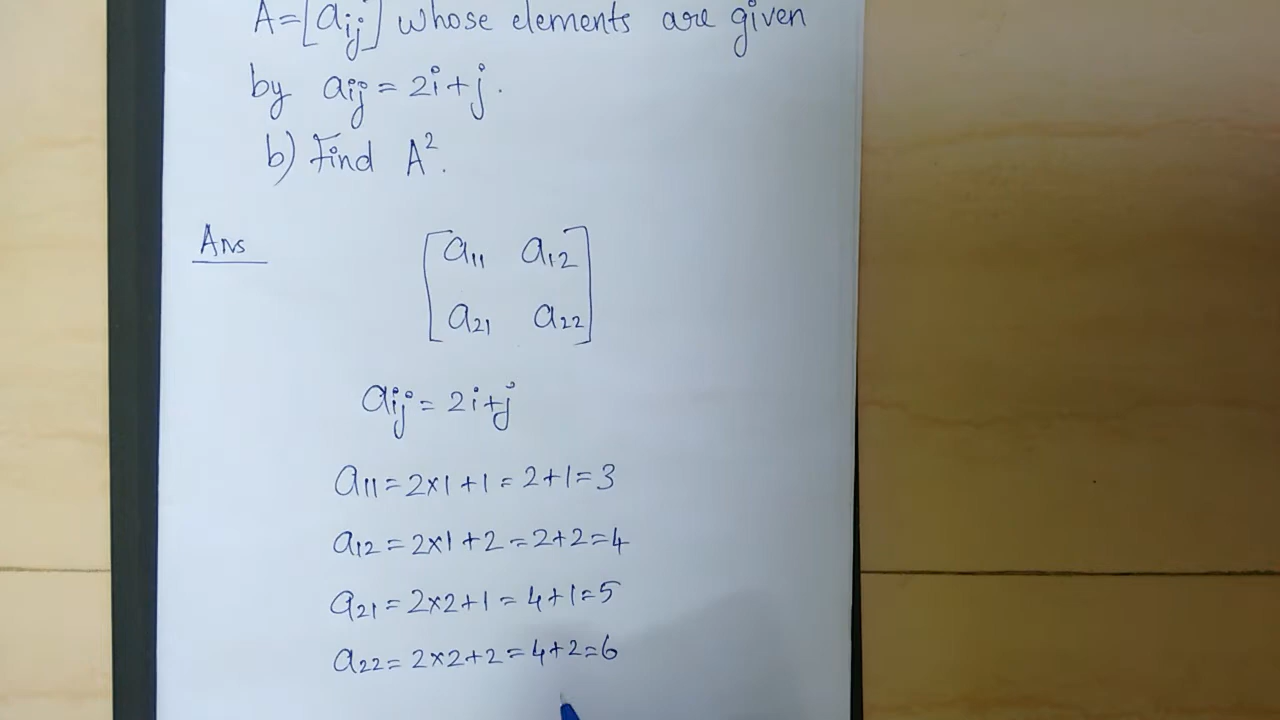 A=[aij] whose elements are given
by aij = 2i+j.
b) Find A².
Ans
[a11 a12
a21 a22]
aij = 2i+j
a11 = 2×1+1 = 2+1=3
a12 = 2×1+2 = 2+2=4
a21 = 2×2+1 = 4+1=5
a22 = 2×2+2 = 4+2=6